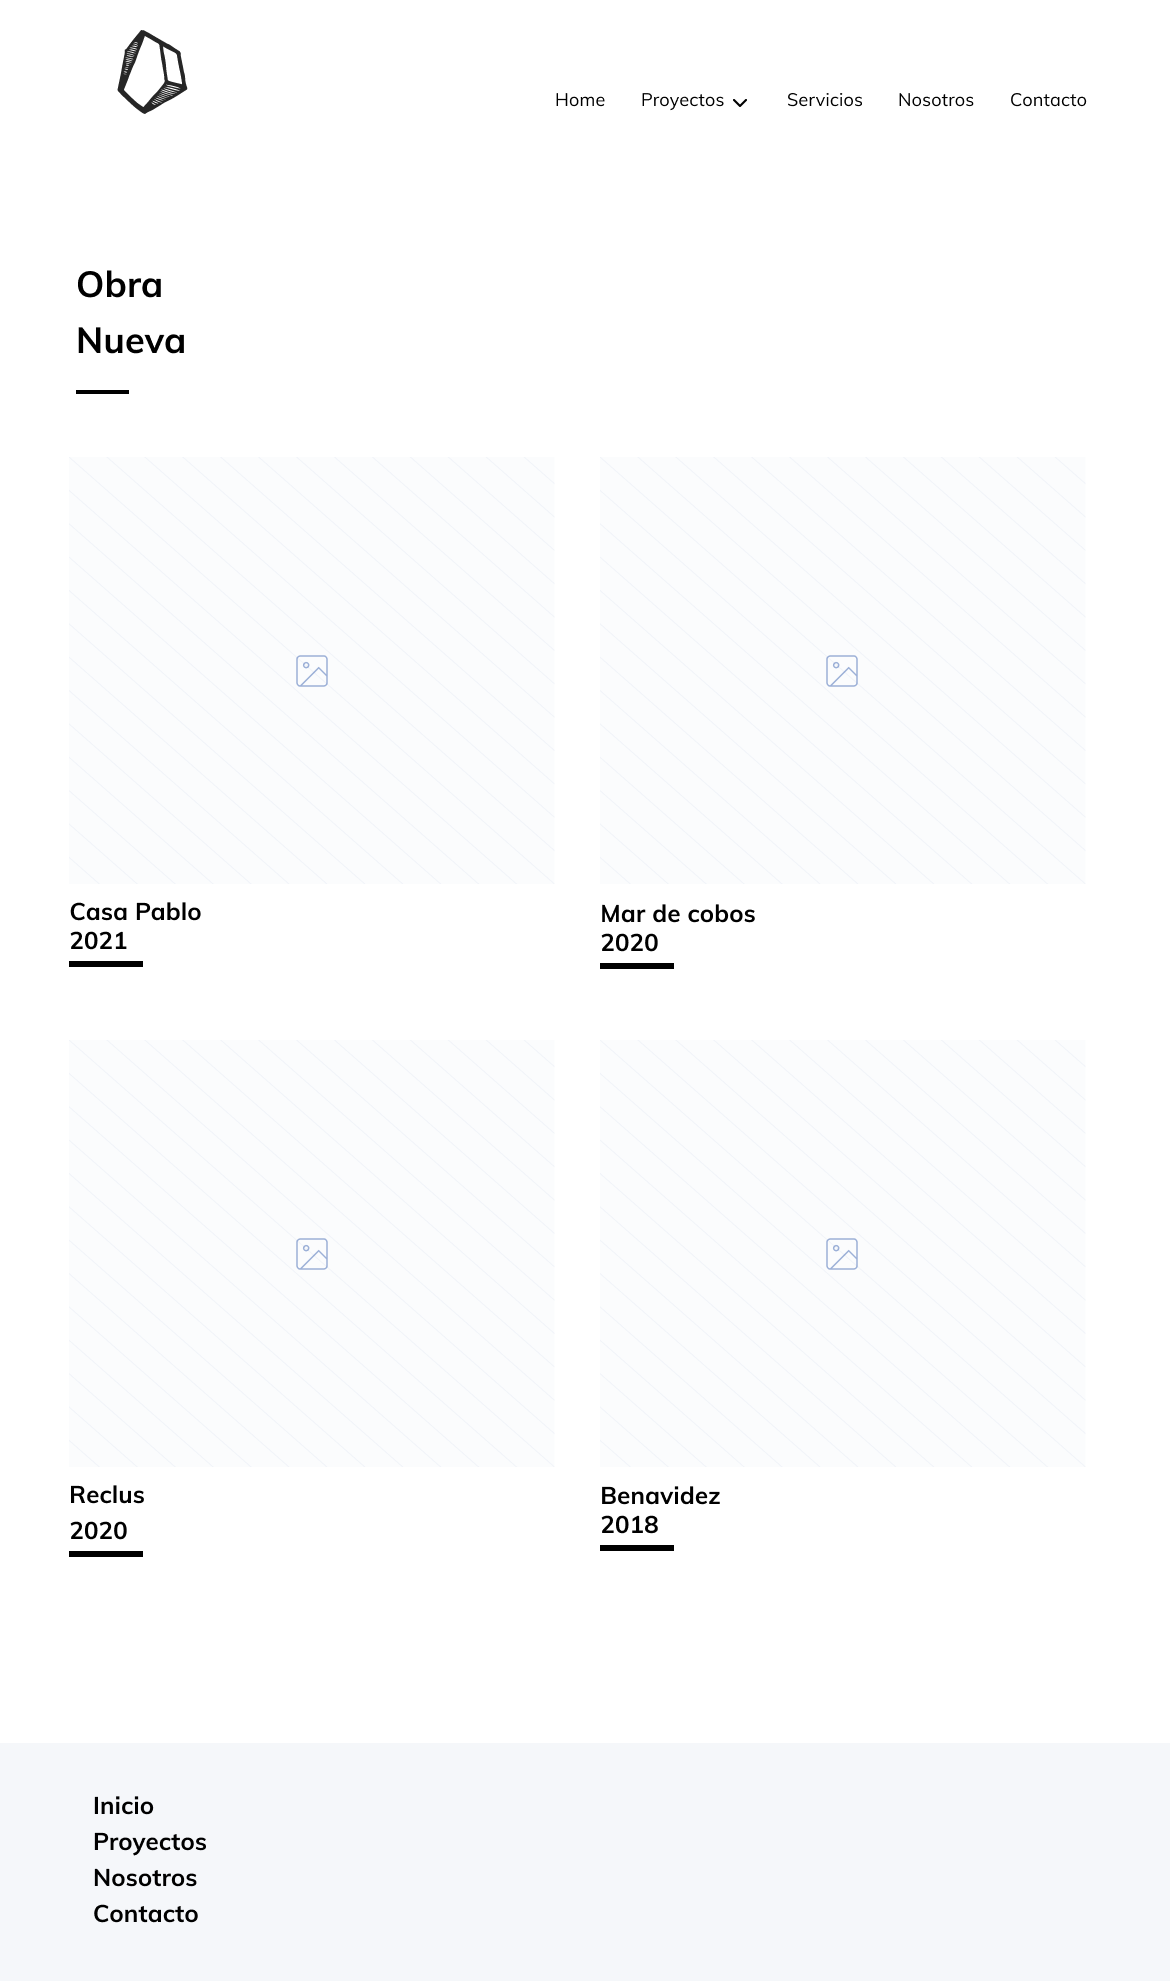 Home Proyectos Servicios Nosotros Contacto
Obra
Nueva
Casa Pablo
2021
Mar de cobos
2020
Reclus
2020
Benavidez
2018
Inicio
Proyectos
Nosotros
Contacto